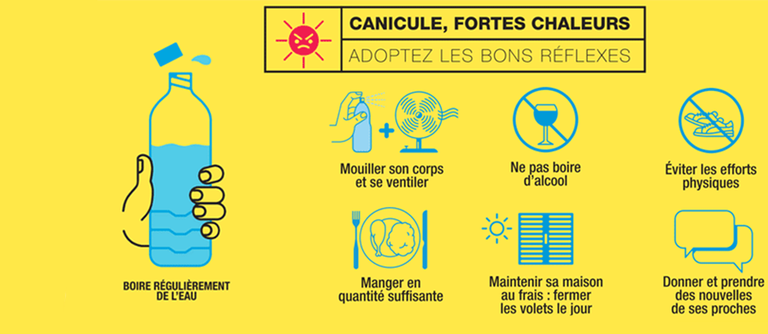 CANICULE, FORTES CHALEURS
ADOPTEZ LES BONS RÉFLEXES
BOIRE RÉGULIÈREMENT
DE L'EAU
Mouiller son corps
et se ventiler
Ne pas boire
d'alcool
Éviter les efforts
physiques
Manger en
quantité suffisante
Maintenir sa maison
au frais : fermer
les volets le jour
Donner et prendre
des nouvelles
de ses proches